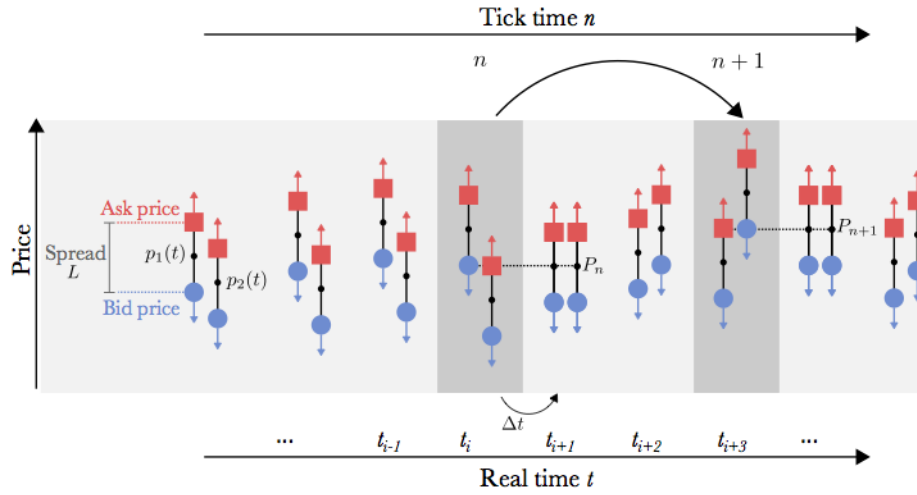 Tick time n
n
n + 1
Price
Ask price
Spread
L
p₁(t)
p₂(t)
Bid price
Pₙ
Pₙ₊₁
Δt
...
tᵢ₋₁
tᵢ
tᵢ₊₁
tᵢ₊₂
tᵢ₊₃
...
Real time t